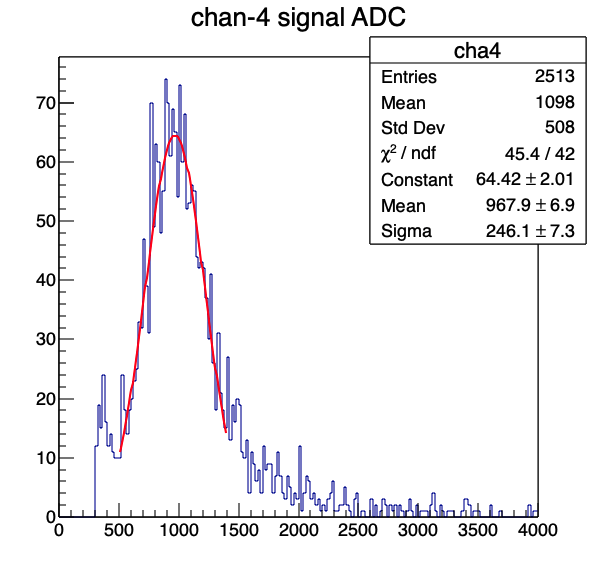 chan-4 signal ADC
cha4
Entries 2513
Mean 1098
Std Dev 508
χ² / ndf 45.4 / 42
Constant 64.42 ± 2.01
Mean 967.9 ± 6.9
Sigma 246.1 ± 7.3
70
60
50
40
30
20
10
0
0 500 1000 1500 2000 2500 3000 3500 4000